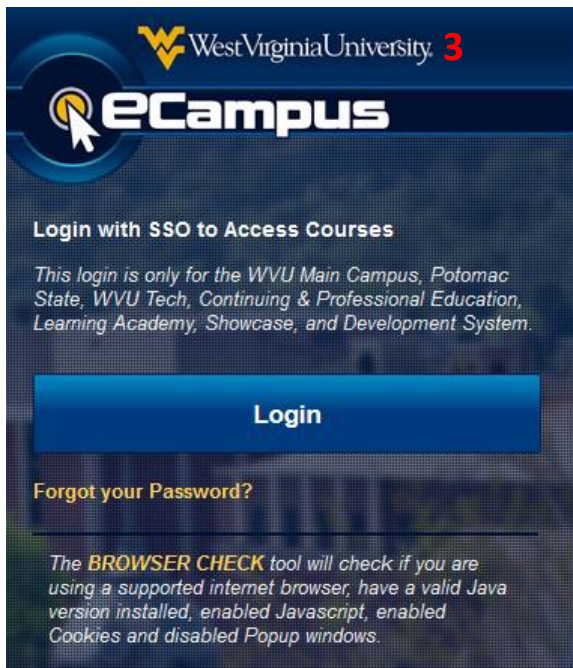 West Virginia University. 3
eCampus
Login with SSO to Access Courses
This login is only for the WVU Main Campus, Potomac
State, WVU Tech, Continuing & Professional Education,
Learning Academy, Showcase, and Development System.
Login
Forgot your Password?
The BROWSER CHECK tool will check if you are
using a supported internet browser, have a valid Java
version installed, enabled Javascript, enabled
Cookies and disabled Popup windows.